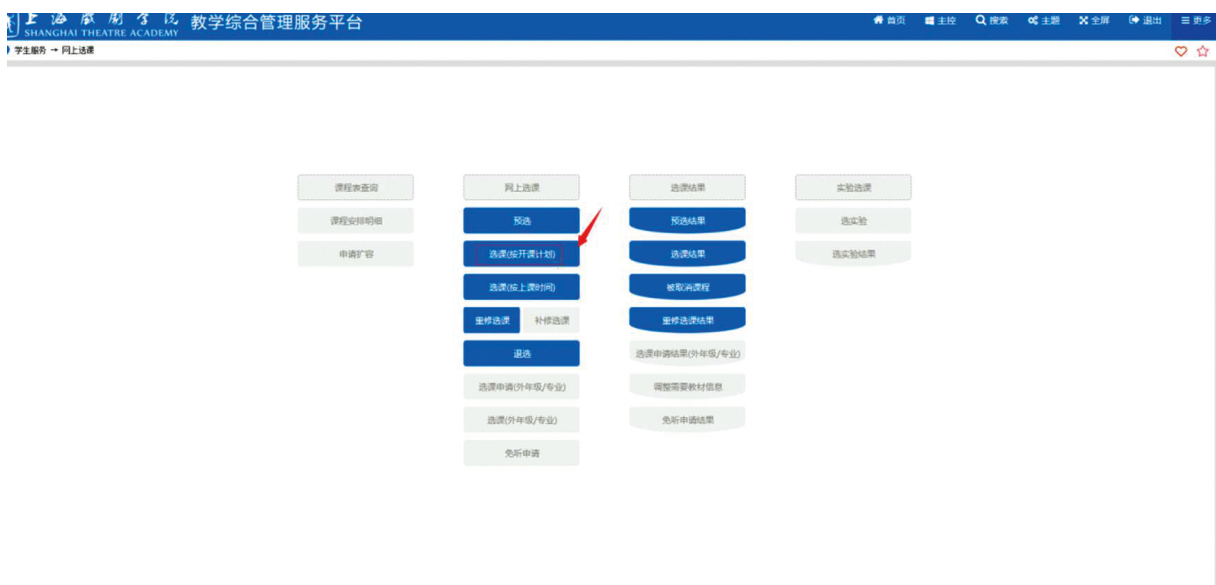 上海戏剧学院 教学综合管理服务平台
SHANGHAI THEATRE ACADEMY
首页 主控 搜索 主题 全屏 退出 更多
学生服务 → 网上选课
课程表查询 网上选课 选课结果 实验选课
课程安排明细 预选 预选结果 选实验
申请扩容 选课(按开课计划) 选课结果 选实验结果
选课(按上课时间) 被取消课程
重修选课 补修选课 重修选课结果
退选 选课申请结果(外年级/专业)
选课申请(外年级/专业) 调整需要教材信息
选课(外年级/专业) 免听申请结果
免听申请